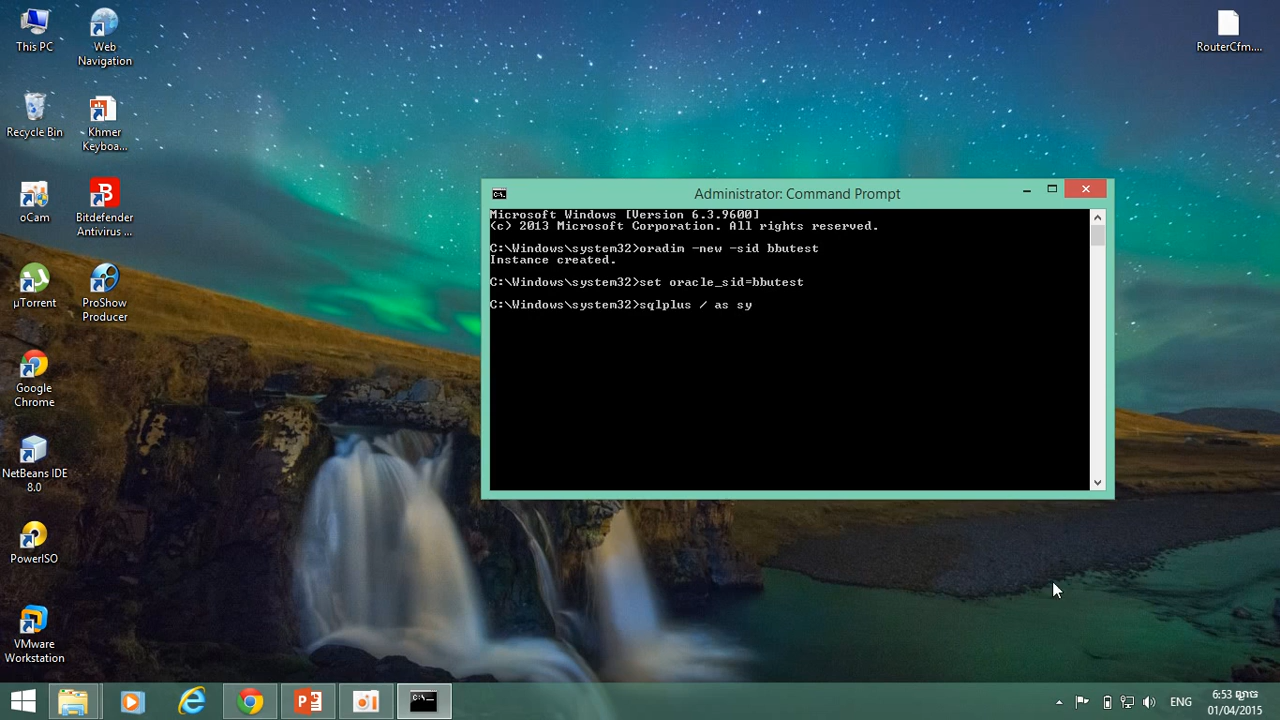 This PC
Web
Navigation
RouterCfm....
Recycle Bin
Khmer
Keyboa...
oCam
Bitdefender
Antivirus ...
µTorrent
ProShow
Producer
Google
Chrome
NetBeans IDE
8.0
PowerISO
VMware
Workstation
Administrator: Command Prompt
Microsoft Windows [Version 6.3.9600]
(c) 2013 Microsoft Corporation. All rights reserved.
C:\Windows\system32>oradim -new -sid bbutest
Instance created.
C:\Windows\system32>set oracle_sid=bbutest
C:\Windows\system32>sqlplus / as sy
ENG
6:53 ល្ងាច
01/04/2015